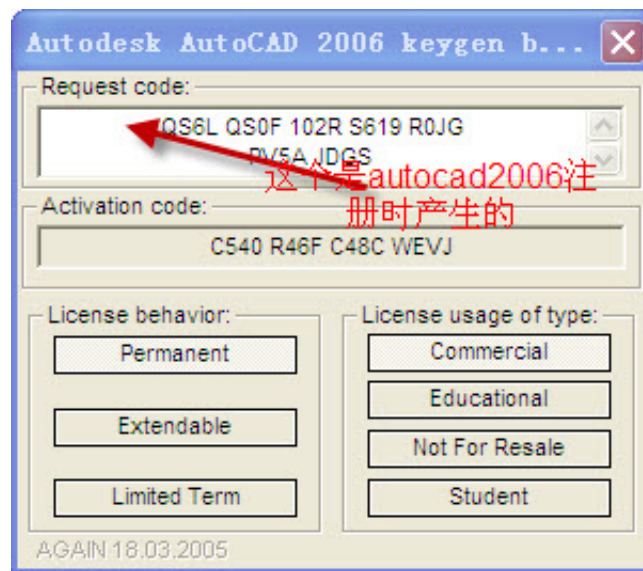 Autodesk AutoCAD 2006 keygen b...
Request code:
QS6L QS0F 102R S619 R0JG
JDGS
这个是autocad2006注
册时产生的
Activation code:
C540 R46F C48C WEVJ
License behavior:
Permanent
Extendable
Limited Term
License usage of type:
Commercial
Educational
Not For Resale
Student
AGAIN 18.03.2005